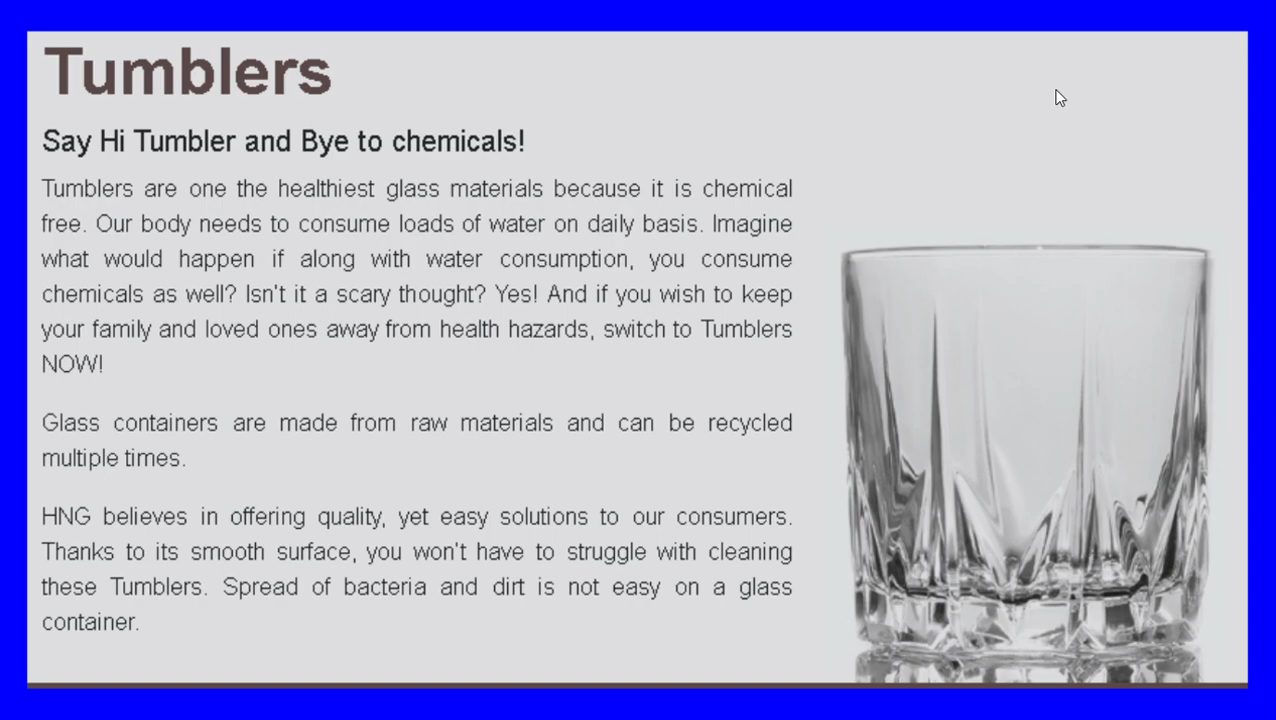 Tumblers
Say Hi Tumbler and Bye to chemicals!
Tumblers are one the healthiest glass materials because it is chemical
free. Our body needs to consume loads of water on daily basis. Imagine
what would happen if along with water consumption, you consume
chemicals as well? Isn't it a scary thought? Yes! And if you wish to keep
your family and loved ones away from health hazards, switch to Tumblers
NOW!
Glass containers are made from raw materials and can be recycled
multiple times.
HNG believes in offering quality, yet easy solutions to our consumers.
Thanks to its smooth surface, you won't have to struggle with cleaning
these Tumblers. Spread of bacteria and dirt is not easy on a glass
container.